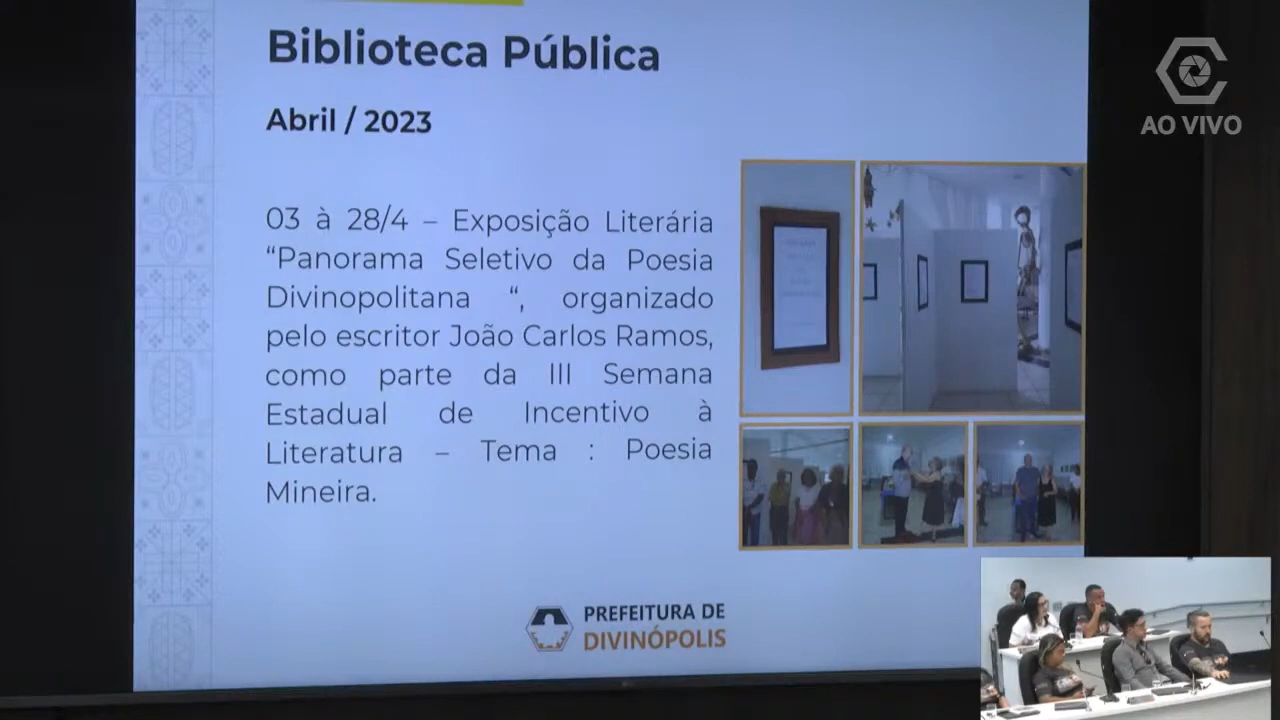 Biblioteca Pública
Abril / 2023
AO VIVO
03 à 28/4 – Exposição Literária
“Panorama Seletivo da Poesia
Divinopolitana “, organizado
pelo escritor João Carlos Ramos,
como parte da III Semana
Estadual de Incentivo à
Literatura – Tema : Poesia
Mineira.
PREFEITURA DE
DIVINÓPOLIS